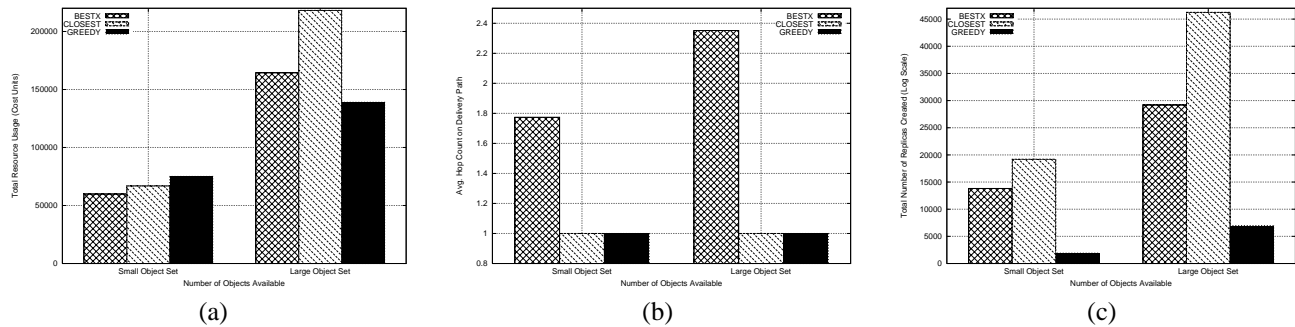 BESTX
CLOSEST
GREEDY
200000
150000
100000
50000
0
Total Resource Usage (Cost Units)
Small Object Set
Large Object Set
Number of Objects Available
(a)
BESTX
CLOSEST
GREEDY
2.4
2.2
2
1.8
1.6
1.4
1.2
1
0.8
Avg. Hop Count on Delivery Path
Small Object Set
Large Object Set
Number of Objects Available
(b)
BESTX
CLOSEST
GREEDY
45000
40000
35000
30000
25000
20000
15000
10000
5000
0
Total Number of Replicas Created (Log Scale)
Small Object Set
Large Object Set
Number of Objects Available
(c)